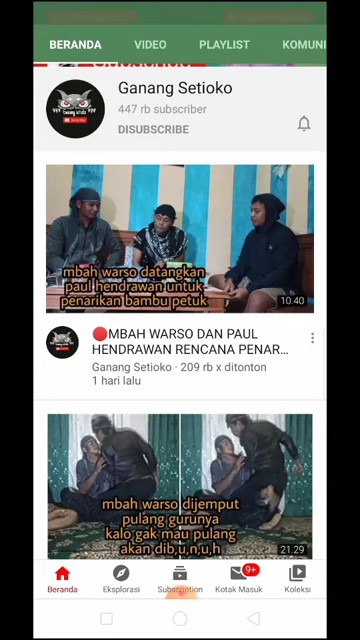 BERANDA VIDEO PLAYLIST KOMUNI
Ganang Setioko
447 rb subscriber
DISUBSCRIBE
mbah warso datangkan
paul hendrawan untuk
penarikan bambu petuk
10.40
🔴MBAH WARSO DAN PAUL
HENDRAWAN RENCANA PENAR…
Ganang Setioko · 209 rb x ditonton
1 hari lalu
mbah warso dijemput
pulang gurunya
kalo gak mau pulang
akan dib,u,n,u,h
21.29
9+
Beranda Eksplorasi Subscription Kotak Masuk Koleksi